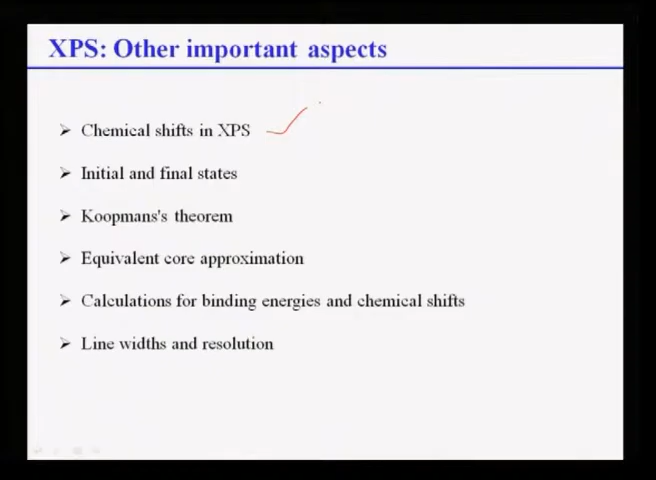 XPS: Other important aspects
➢ Chemical shifts in XPS
➢ Initial and final states
➢ Koopmans's theorem
➢ Equivalent core approximation
➢ Calculations for binding energies and chemical shifts
➢ Line widths and resolution